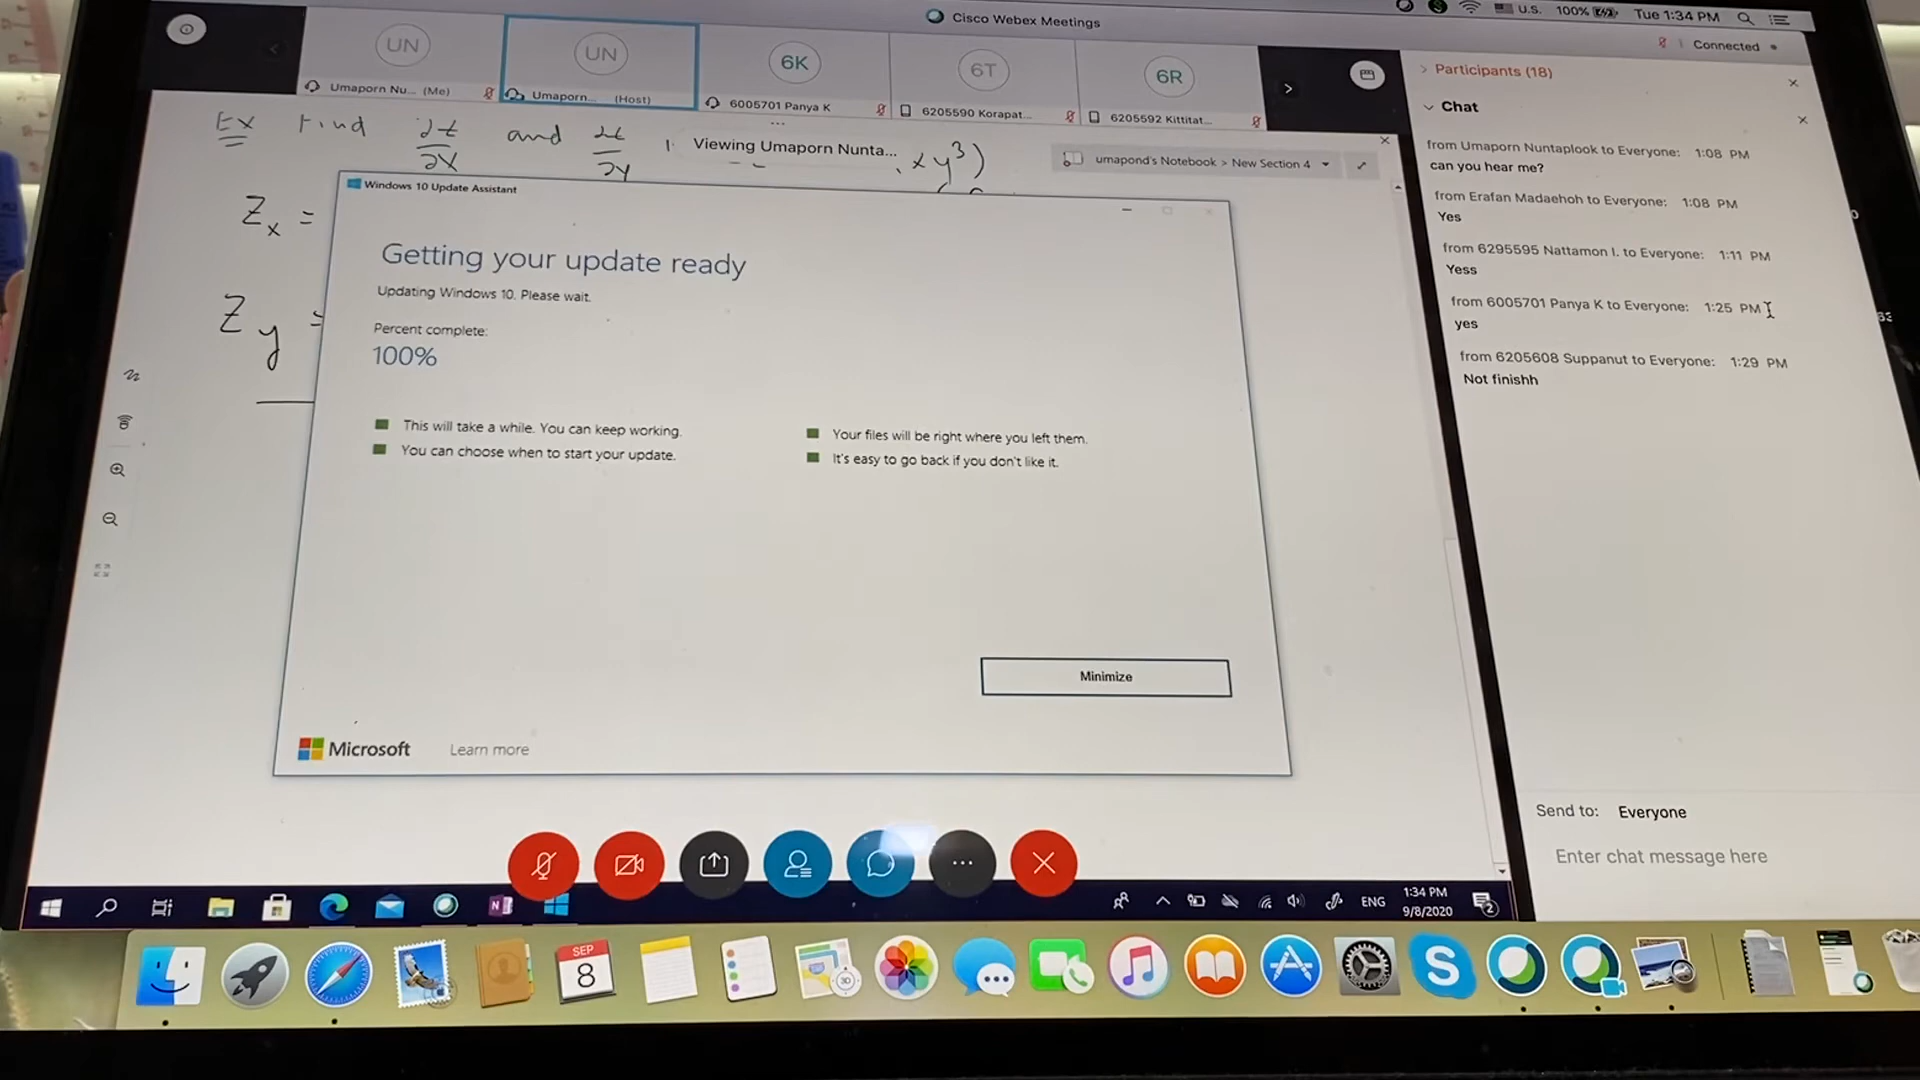 Cisco Webex Meetings
U.S. 100% Tue 1:34 PM
Connected
UN
UN
6K
6T
6R
Umaporn Nu... (Me)
Umaporn... (Host)
6005701 Panya K
6205590 Korapat...
6205592 Kittitat...
Viewing Umaporn Nunta...
umapond's Notebook > New Section 4
Ex Find ∂z/∂x and ∂z/∂y
xy³)
Zx =
Zy =
Windows 10 Update Assistant
Getting your update ready
Updating Windows 10. Please wait.
Percent complete:
100%
This will take a while. You can keep working.
You can choose when to start your update.
Your files will be right where you left them.
It's easy to go back if you don't like it.
Minimize
Microsoft
Learn more
Participants (18)
Chat
from Umaporn Nuntaplook to Everyone: 1:08 PM
can you hear me?
from Erafan Madaehoh to Everyone: 1:08 PM
Yes
from 6295595 Nattamon I. to Everyone: 1:11 PM
Yess
from 6005701 Panya K to Everyone: 1:25 PM
yes
from 6205608 Suppanut to Everyone: 1:29 PM
Not finishh
Send to: Everyone
Enter chat message here
ENG
1:34 PM
9/8/2020
2
SEP
8
3D